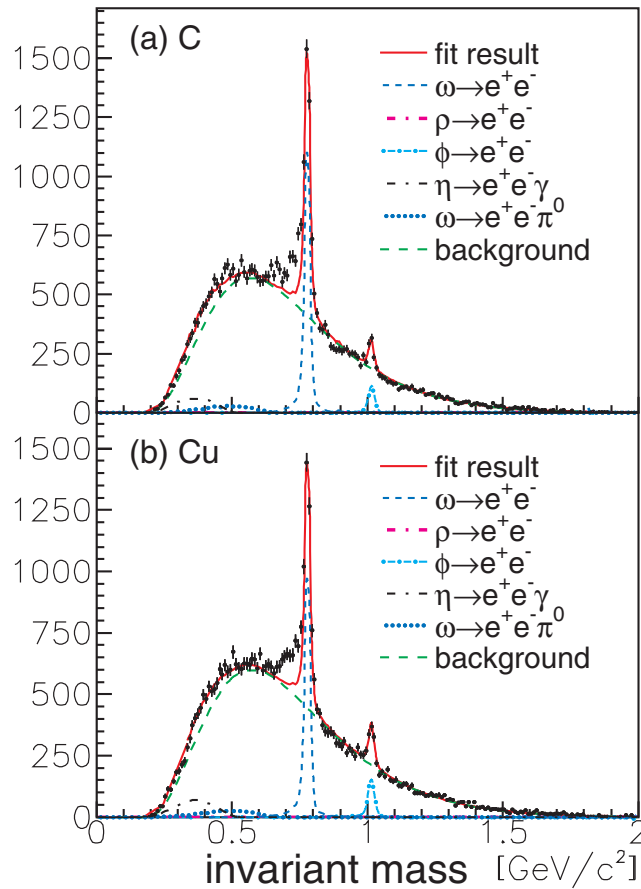 (a) C
1500
1250
1000
750
500
250
0
fit result
ω→e⁺e⁻
ρ→e⁺e⁻
ϕ→e⁺e⁻
η→e⁺e⁻γ
ω→e⁺e⁻π⁰
background
(b) Cu
1500
1250
1000
750
500
250
0
fit result
ω→e⁺e⁻
ρ→e⁺e⁻
ϕ→e⁺e⁻
η→e⁺e⁻γ
ω→e⁺e⁻π⁰
background
0 0.5 1 1.5 2
invariant mass [GeV/c²]